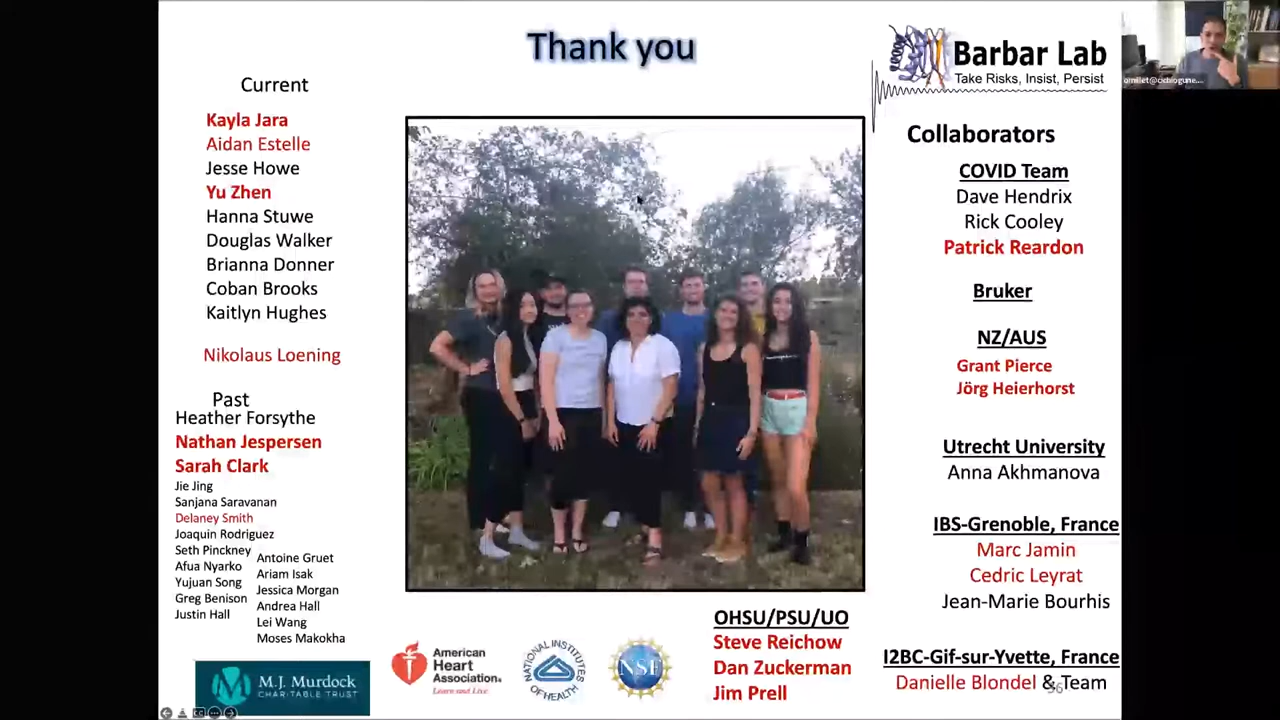 Thank you
Current
Kayla Jara
Aidan Estelle
Jesse Howe
Yu Zhen
Hanna Stuwe
Douglas Walker
Brianna Donner
Coban Brooks
Kaitlyn Hughes
Nikolaus Loening
Past
Heather Forsythe
Nathan Jespersen
Sarah Clark
Jie Jing
Sanjana Saravanan
Delaney Smith
Joaquin Rodriguez
Seth Pinckney
Afua Nyarko
Yujuan Song
Greg Benison
Justin Hall
Antoine Gruet
Ariam Isak
Jessica Morgan
Andrea Hall
Lei Wang
Moses Makokha
M.J. MURDOCK
CHARITABLE TRUST
American
Heart
Association®
Learn and Live
NATIONAL INSTITUTES
OF HEALTH
NSF
OHSU/PSU/UO
Steve Reichow
Dan Zuckerman
Jim Prell
Barbar Lab
Take Risks, Insist, Persist
Collaborators
COVID Team
Dave Hendrix
Rick Cooley
Patrick Reardon
Bruker
NZ/AUS
Grant Pierce
Jörg Heierhorst
Utrecht University
Anna Akhmanova
IBS-Grenoble, France
Marc Jamin
Cedric Leyrat
Jean-Marie Bourhis
I2BC-Gif-sur-Yvette, France
Danielle Blondel & Team